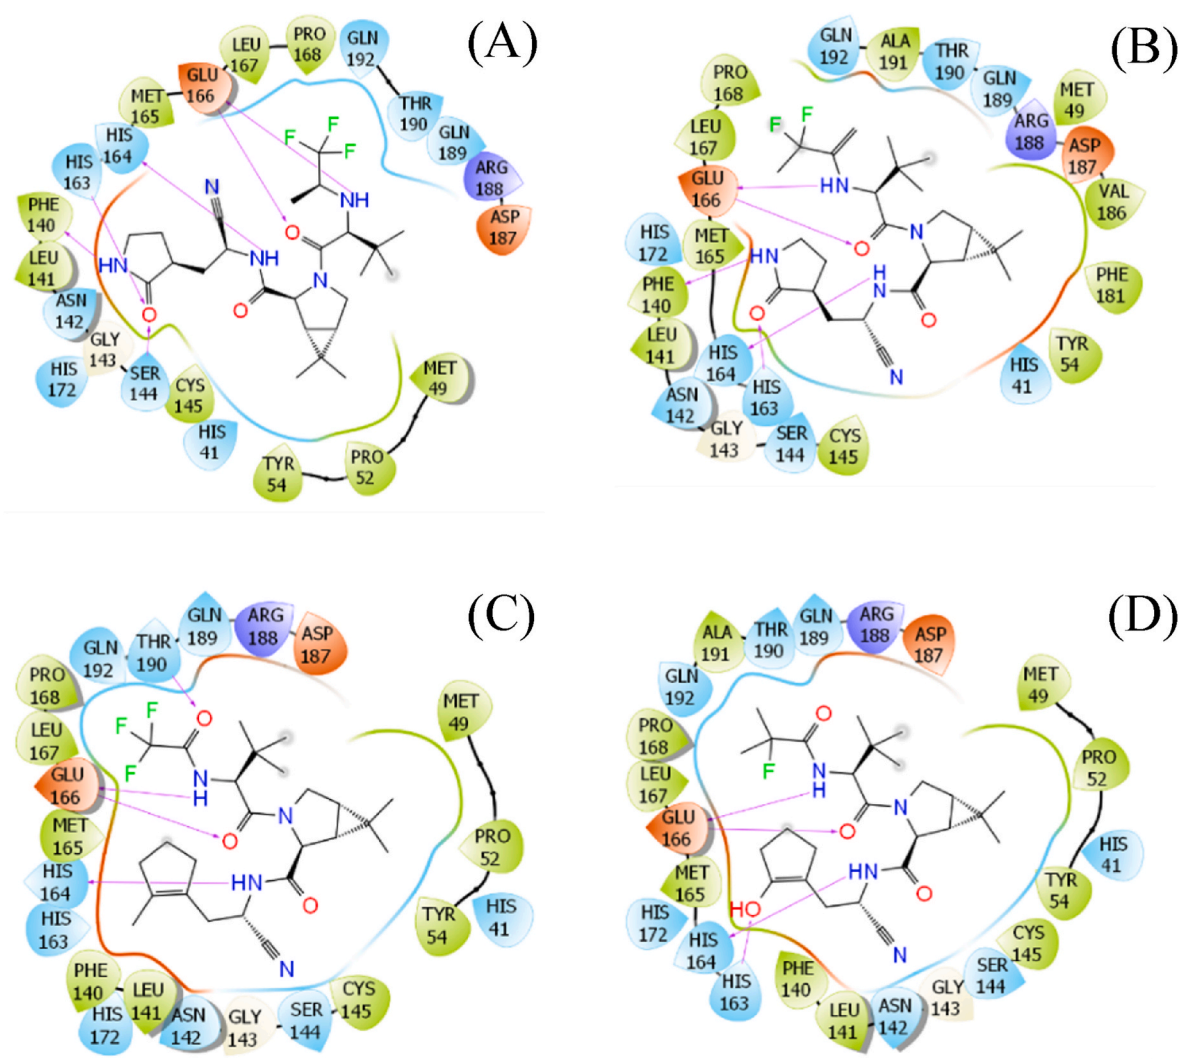 (A)
LEU
167
PRO
168
GLN
192
GLU
166
MET
165
THR
190
HIS
164
GLN
189
HIS
163
ARG
188
PHE
140
ASP
187
LEU
141
ASN
142
GLY
143
HIS
172
SER
144
CYS
145
HIS
41
MET
49
TYR
54
PRO
52
F
F
F
N
NH
O
HN
NH
O
N
O
(B)
GLN
192
ALA
191
THR
190
GLN
189
MET
49
ARG
188
ASP
187
VAL
186
PRO
168
LEU
167
GLU
166
HIS
172
MET
165
PHE
140
PHE
181
LEU
141
HIS
164
TYR
54
HIS
41
ASN
142
HIS
163
GLY
143
SER
144
CYS
145
F
F
HN
O
N
HN
O
H
N
O
N
(C)
GLN
189
ARG
188
ASP
187
THR
190
GLN
192
PRO
168
LEU
167
GLU
166
MET
165
HIS
164
HIS
163
PHE
140
LEU
141
HIS
172
ASN
142
GLY
143
SER
144
CYS
145
MET
49
PRO
52
TYR
54
HIS
41
F
F
F
O
N
H
O
N
HN
O
N
(D)
ALA
191
THR
190
GLN
189
ARG
188
ASP
187
GLN
192
PRO
168
LEU
167
GLU
166
MET
165
HIS
172
HIS
164
HIS
163
PHE
140
LEU
141
ASN
142
GLY
143
SER
144
CYS
145
MET
49
PRO
52
HIS
41
TYR
54
F
O
N
H
O
N
HN
HO
O
N